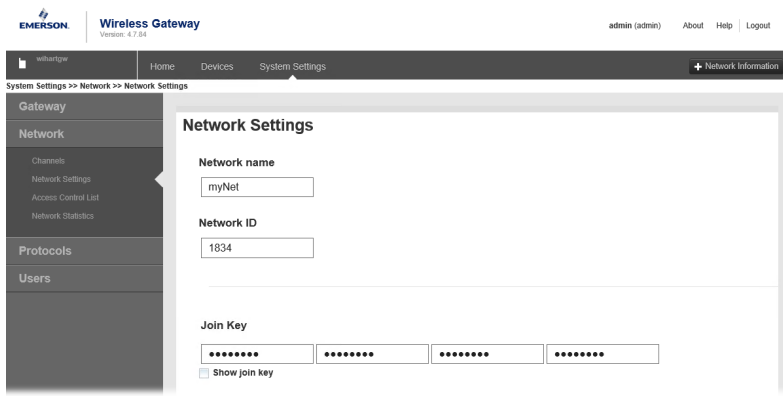 EMERSON. Wireless Gateway admin (admin) About Help Logout
Version: 4.7.84
wihartgw Home Devices System Settings + Network Information
System Settings >> Network >> Network Settings
Gateway
Network
Channels
Network Settings
Access Control List
Network Statistics
Protocols
Users
Network Settings
Network name
myNet
Network ID
1834
Join Key
●●●●●●●● ●●●●●●●● ●●●●●●●● ●●●●●●●●
Show join key